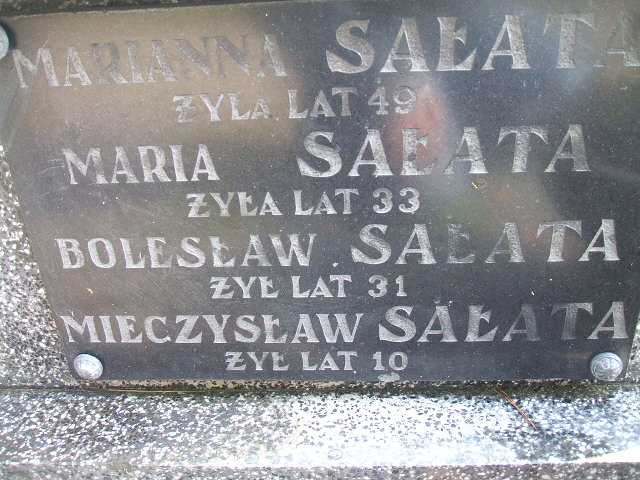 MARIANNA SAŁATA
ŻYŁA LAT 49
MARIA SAŁATA
ŻYŁA LAT 33
BOLESŁAW SAŁATA
ŻYŁ LAT 31
MIECZYSŁAW SAŁATA
ŻYŁ LAT 10